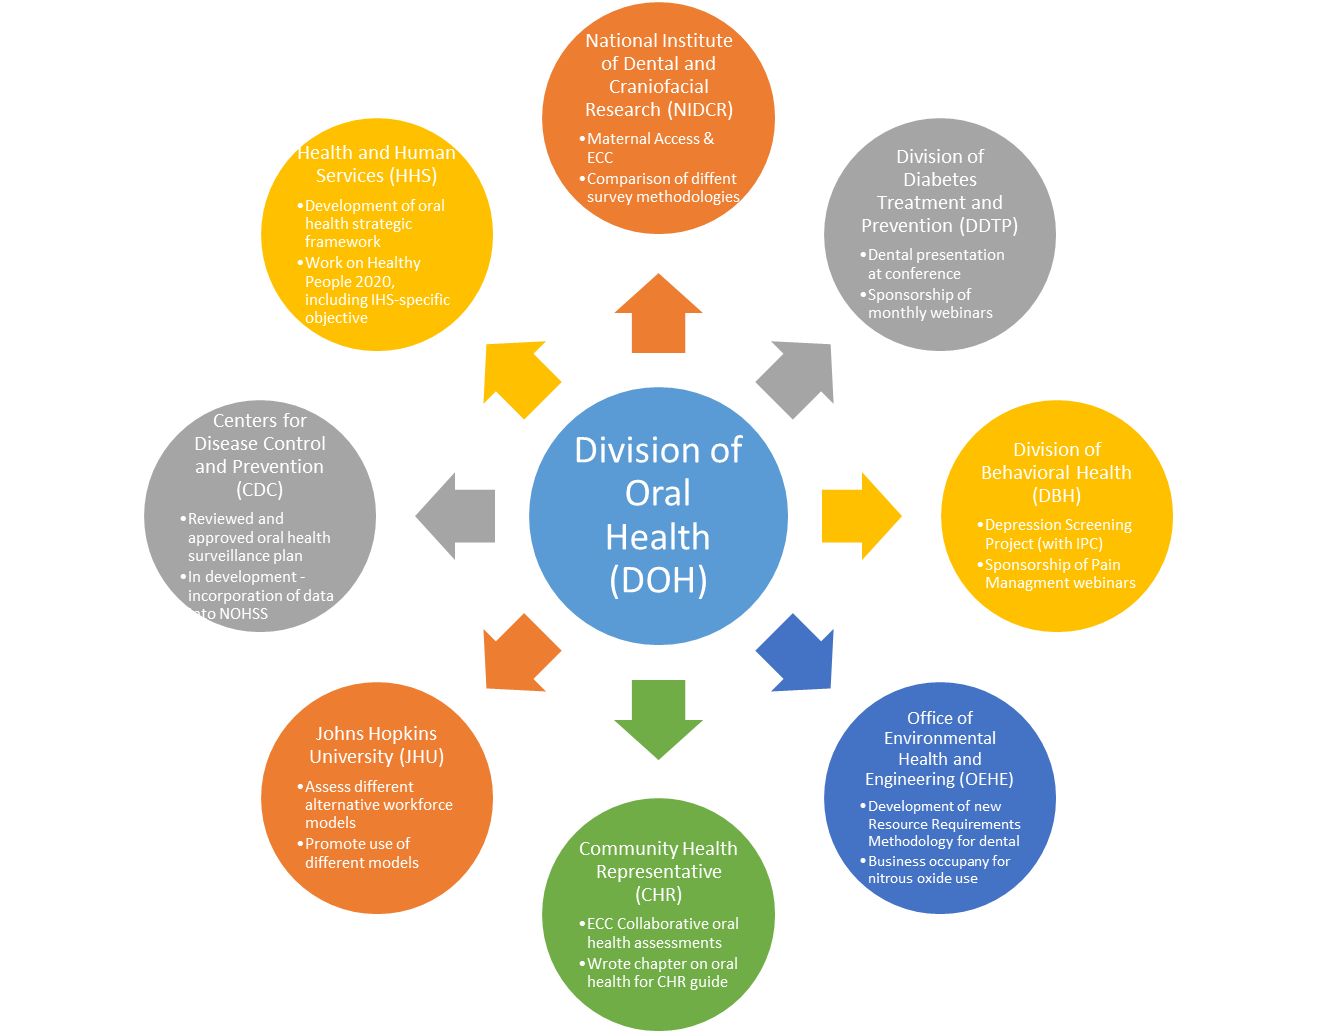 National Institute
of Dental and
Craniofacial
Research (NIDCR)
•Maternal Access &
ECC
•Comparison of diffent
survey methodologies
Division of
Diabetes
Treatment and
Prevention (DDTP)
•Dental presentation
at conference
•Sponsorship of
monthly webinars
Division of
Behavioral Health
(DBH)
•Depression Screening
Project (with IPC)
•Sponsorship of Pain
Managment webinars
Office of
Environmental
Health and
Engineering (OEHE)
•Development of new
Resource Requirements
Methodology for dental
•Business occupany for
nitrous oxide use
Community Health
Representative
(CHR)
•ECC Collaborative oral
health assessments
•Wrote chapter on oral
health for CHR guide
Johns Hopkins
University (JHU)
•Assess different
alternative workforce
models
•Promote use of
different models
Centers for
Disease Control
and Prevention
(CDC)
•Reviewed and
approved oral health
surveillance plan
•In development -
incorporation of data
into NOHSS
Health and Human
Services (HHS)
•Development of oral
health strategic
framework
•Work on Healthy
People 2020,
including IHS-specific
objective
Division of
Oral
Health
(DOH)